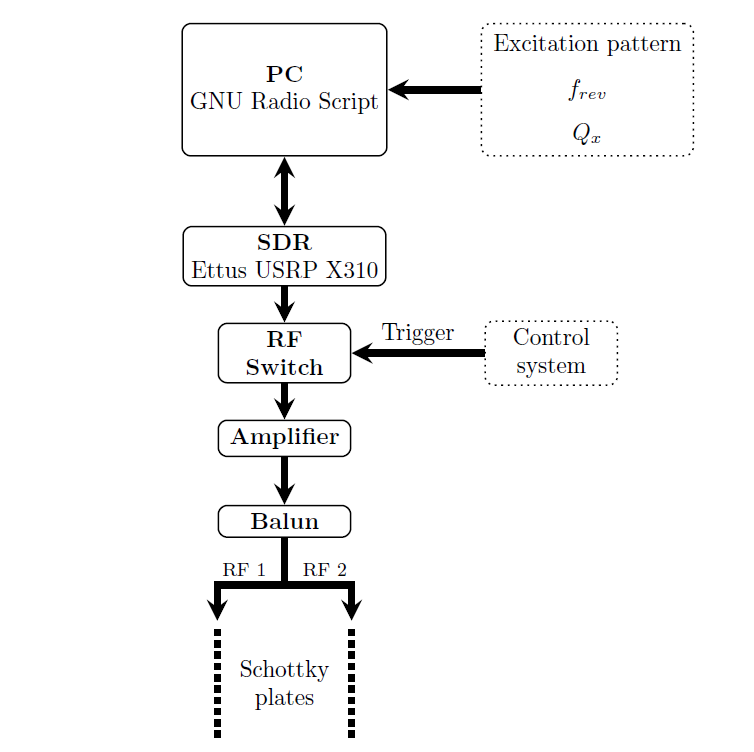 PC
GNU Radio Script
Excitation pattern
f_rev
Q_x
SDR
Ettus USRP X310
RF
Switch
Trigger
Control
system
Amplifier
Balun
RF 1
RF 2
Schottky
plates